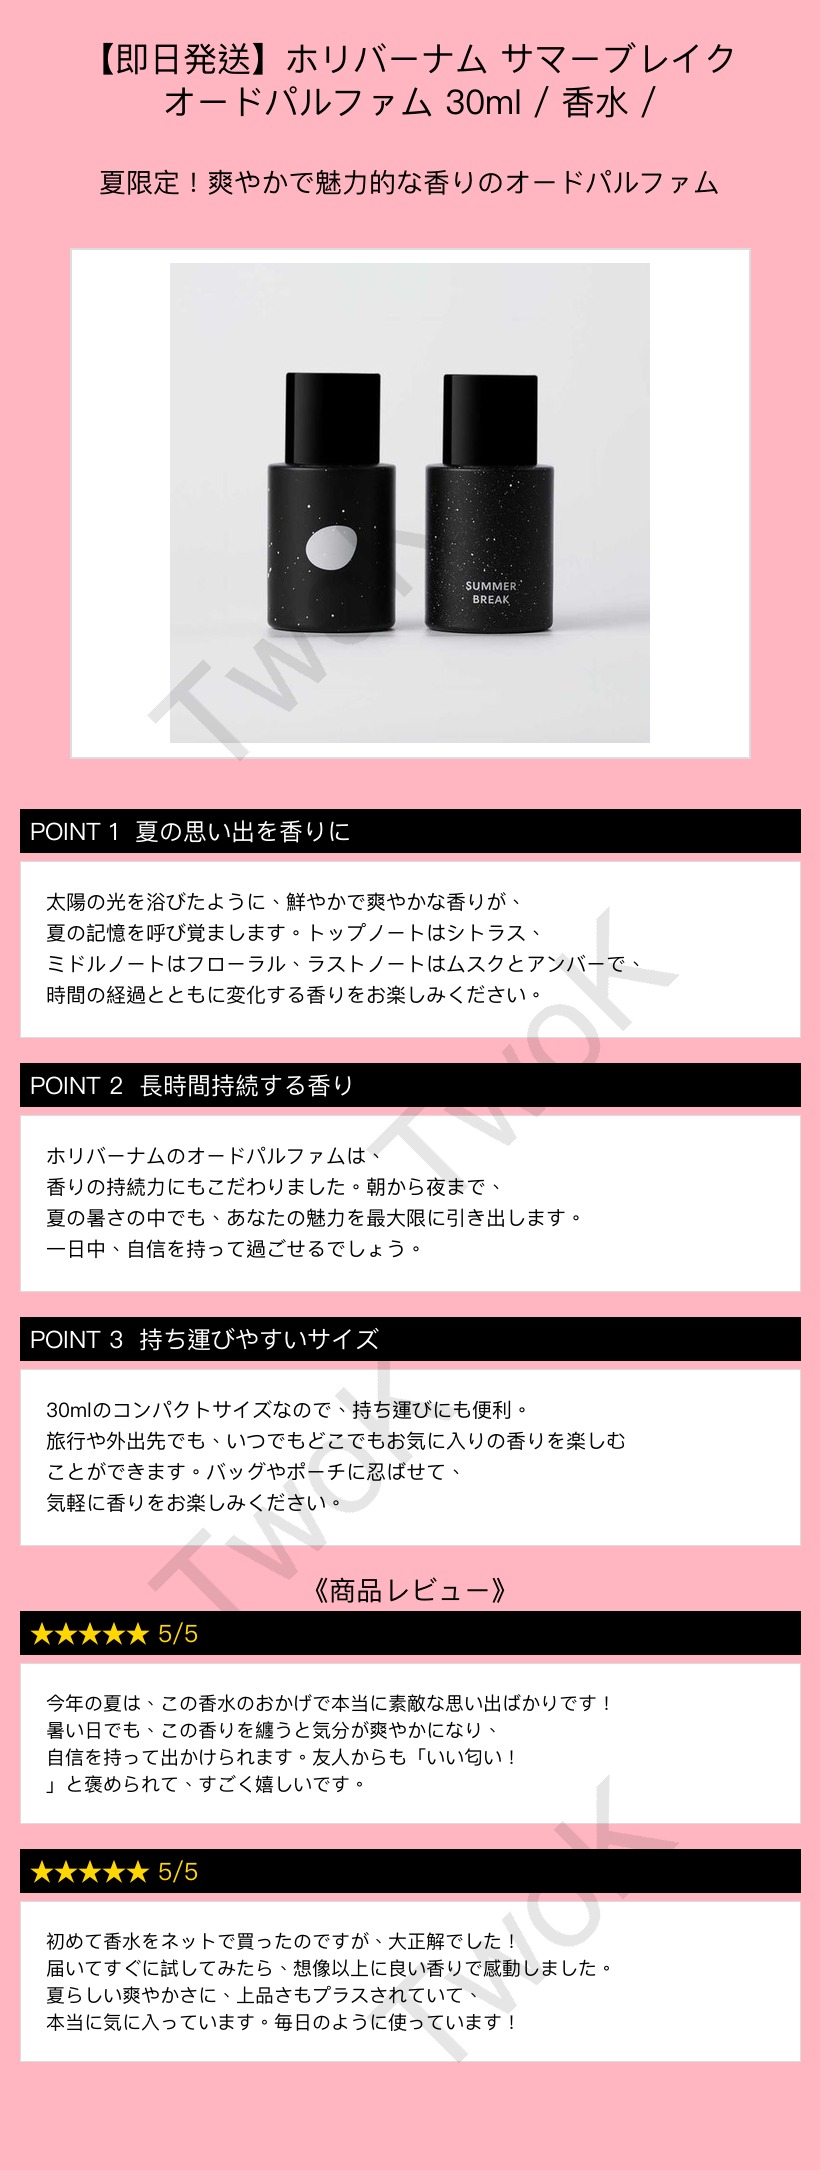 【即日発送】ホリバーナム サマーブレイク
オードパルファム 30ml / 香水 /
夏限定！爽やかで魅力的な香りのオードパルファム
SUMMER
BREAK
TwoK
POINT 1 夏の思い出を香りに
太陽の光を浴びたように、鮮やかで爽やかな香りが、
夏の記憶を呼び覚まします。トップノートはシトラス、
ミドルノートはフローラル、ラストノートはムスクとアンバーで、
時間の経過とともに変化する香りをお楽しみください。
TwoK
POINT 2 長時間持続する香り
ホリバーナムのオードパルファムは、
香りの持続力にもこだわりました。朝から夜まで、
夏の暑さの中でも、あなたの魅力を最大限に引き出します。
一日中、自信を持って過ごせるでしょう。
POINT 3 持ち運びやすいサイズ
30mlのコンパクトサイズなので、持ち運びにも便利。
旅行や外出先でも、いつでもどこでもお気に入りの香りを楽しむ
ことができます。バッグやポーチに忍ばせて、
気軽に香りをお楽しみください。
TwoK
《商品レビュー》
★★★★★ 5/5
今年の夏は、この香水のおかげで本当に素敵な思い出ばかりです！
暑い日でも、この香りを纏うと気分が爽やかになり、
自信を持って出かけられます。友人からも「いい匂い！
」と褒められて、すごく嬉しいです。
★★★★★ 5/5
初めて香水をネットで買ったのですが、大正解でした！
届いてすぐに試してみたら、想像以上に良い香りで感動しました。
夏らしい爽やかさに、上品さもプラスされていて、
本当に気に入っています。毎日のように使っています！
TwoK